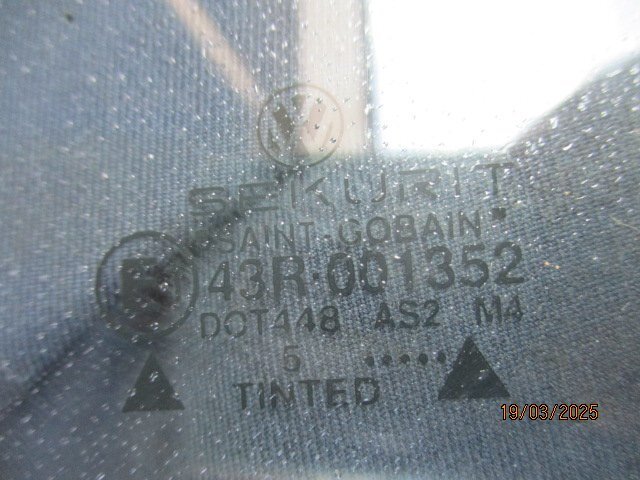 SEKURIT
SAINT-GOBAIN
43R-001352
DOT448 AS2 M4
5 .....
TINTED
19/03/2025